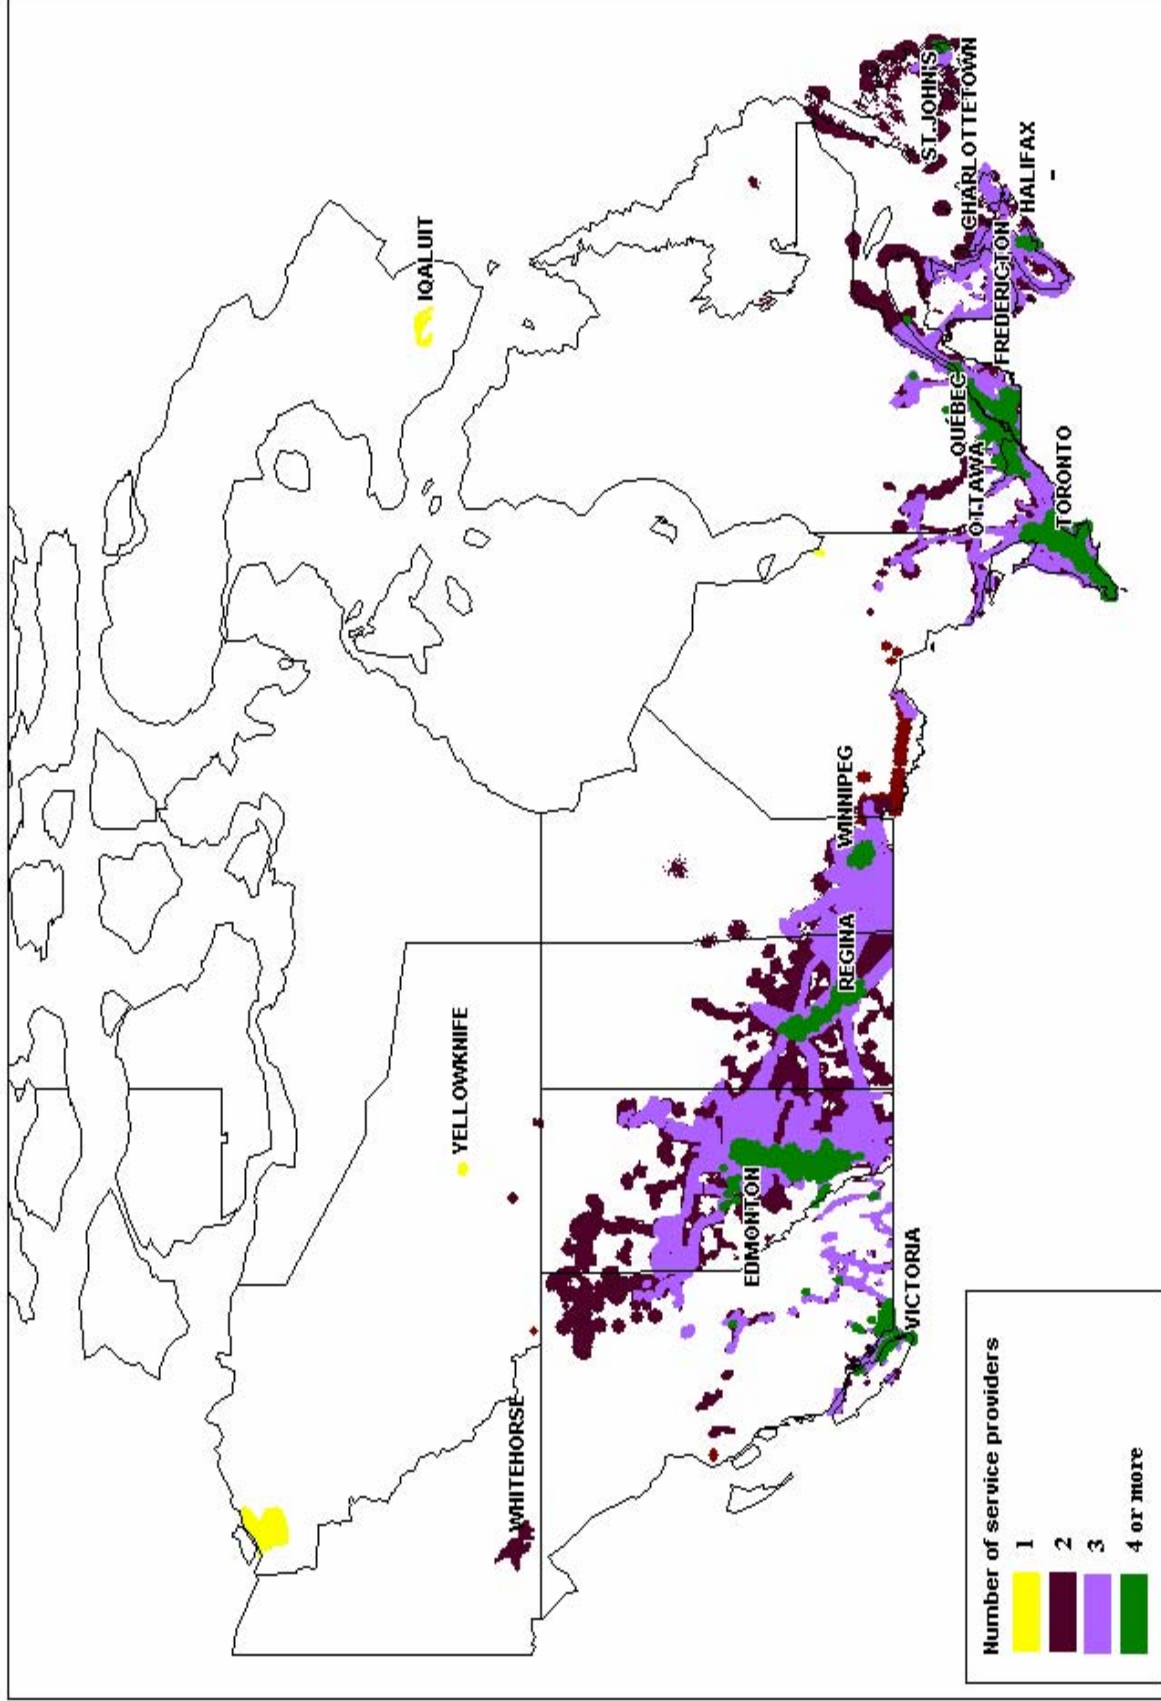 IQALUIT
YELLOWKNIFE
WHITEHORSE
ST.JOHN'S
CHARLOTTETOWN
HALIFAX
FREDERICTON
QUÉBEC
OTTAWA
TORONTO
WINNIPEG
REGINA
EDMONTON
VICTORIA
Number of service providers
1
2
3
4 or more